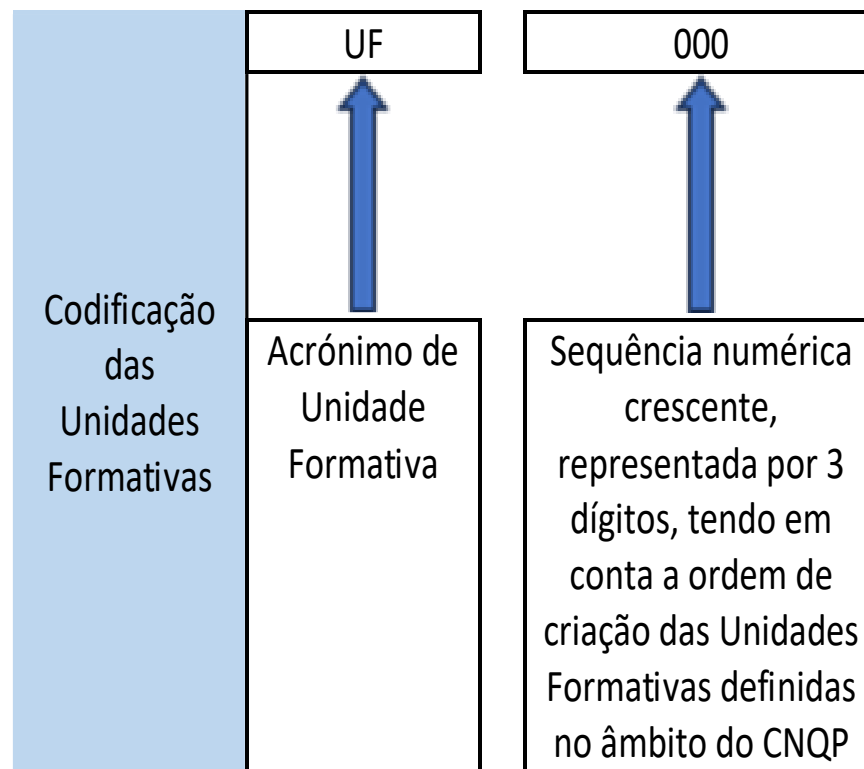 UF
000
Codificação
das
Unidades
Formativas
Acrónimo de
Unidade
Formativa
Sequência numérica
crescente,
representada por 3
dígitos, tendo em
conta a ordem de
criação das Unidades
Formativas definidas
no âmbito do CNQP